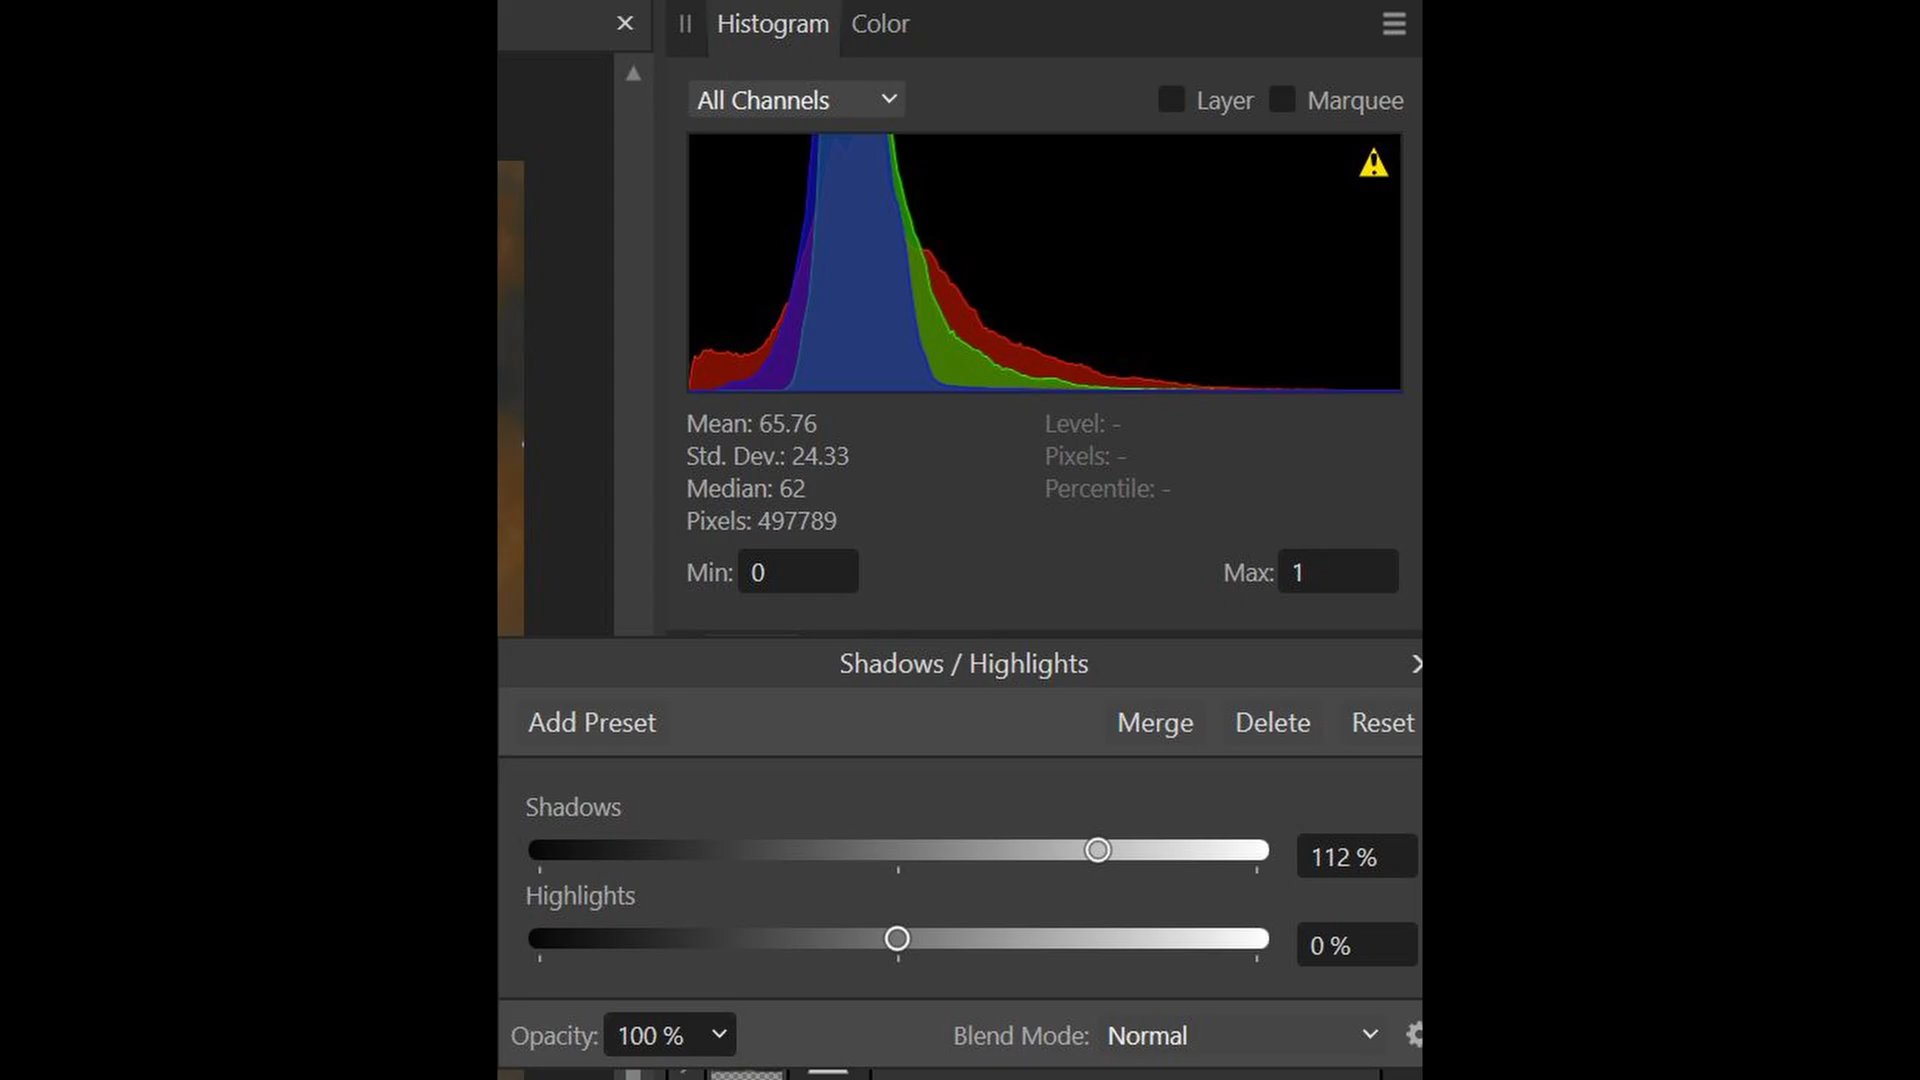 Histogram Color
All Channels Layer Marquee
Mean: 65.76 Level: -
Std. Dev.: 24.33 Pixels: -
Median: 62 Percentile: -
Pixels: 497789
Min: 0 Max: 1
Shadows / Highlights
Add Preset Merge Delete Reset
Shadows
112 %
Highlights
0 %
Opacity: 100 % Blend Mode: Normal